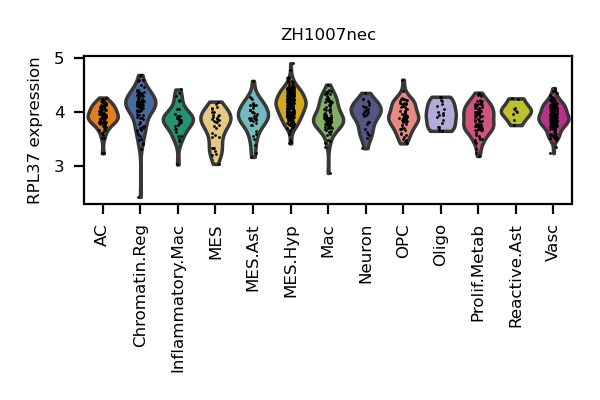 ZH1007nec
RPL37 expression
5
4
3
AC
Chromatin.Reg
Inflammatory.Mac
MES
MES.Ast
MES.Hyp
Mac
Neuron
OPC
Oligo
Prolif.Metab
Reactive.Ast
Vasc